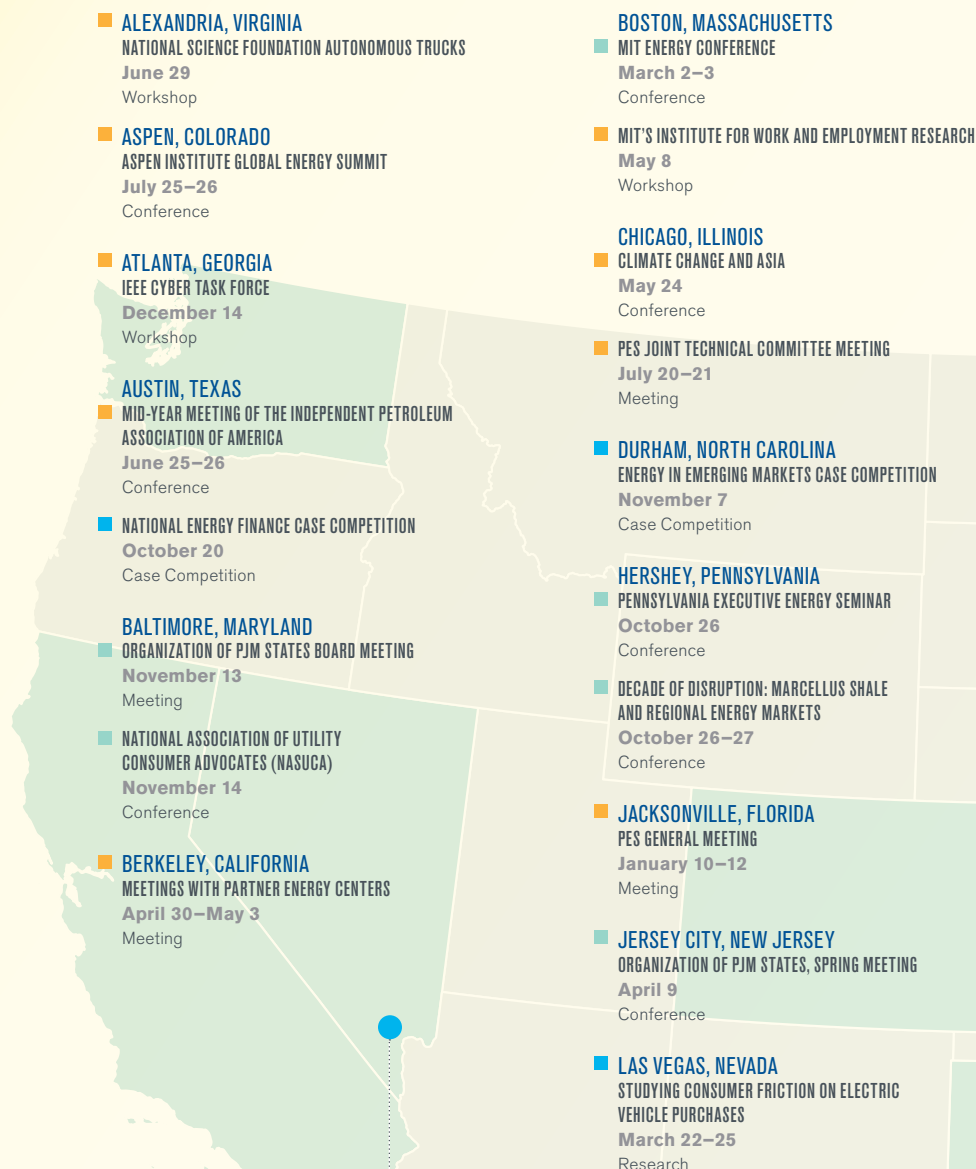 ALEXANDRIA, VIRGINIA
NATIONAL SCIENCE FOUNDATION AUTONOMOUS TRUCKS
June 29
Workshop
ASPEN, COLORADO
ASPEN INSTITUTE GLOBAL ENERGY SUMMIT
July 25–26
Conference
ATLANTA, GEORGIA
IEEE CYBER TASK FORCE
December 14
Workshop
AUSTIN, TEXAS
MID-YEAR MEETING OF THE INDEPENDENT PETROLEUM
ASSOCIATION OF AMERICA
June 25–26
Conference
NATIONAL ENERGY FINANCE CASE COMPETITION
October 20
Case Competition
BALTIMORE, MARYLAND
ORGANIZATION OF PJM STATES BOARD MEETING
November 13
Meeting
NATIONAL ASSOCIATION OF UTILITY
CONSUMER ADVOCATES (NASUCA)
November 14
Conference
BERKELEY, CALIFORNIA
MEETINGS WITH PARTNER ENERGY CENTERS
April 30–May 3
Meeting
BOSTON, MASSACHUSETTS
MIT ENERGY CONFERENCE
March 2–3
Conference
MIT'S INSTITUTE FOR WORK AND EMPLOYMENT RESEARCH
May 8
Workshop
CHICAGO, ILLINOIS
CLIMATE CHANGE AND ASIA
May 24
Conference
PES JOINT TECHNICAL COMMITTEE MEETING
July 20–21
Meeting
DURHAM, NORTH CAROLINA
ENERGY IN EMERGING MARKETS CASE COMPETITION
November 7
Case Competition
HERSHEY, PENNSYLVANIA
PENNSYLVANIA EXECUTIVE ENERGY SEMINAR
October 26
Conference
DECADE OF DISRUPTION: MARCELLUS SHALE
AND REGIONAL ENERGY MARKETS
October 26–27
Conference
JACKSONVILLE, FLORIDA
PES GENERAL MEETING
January 10–12
Meeting
JERSEY CITY, NEW JERSEY
ORGANIZATION OF PJM STATES, SPRING MEETING
April 9
Conference
LAS VEGAS, NEVADA
STUDYING CONSUMER FRICTION ON ELECTRIC
VEHICLE PURCHASES
March 22–25
Research